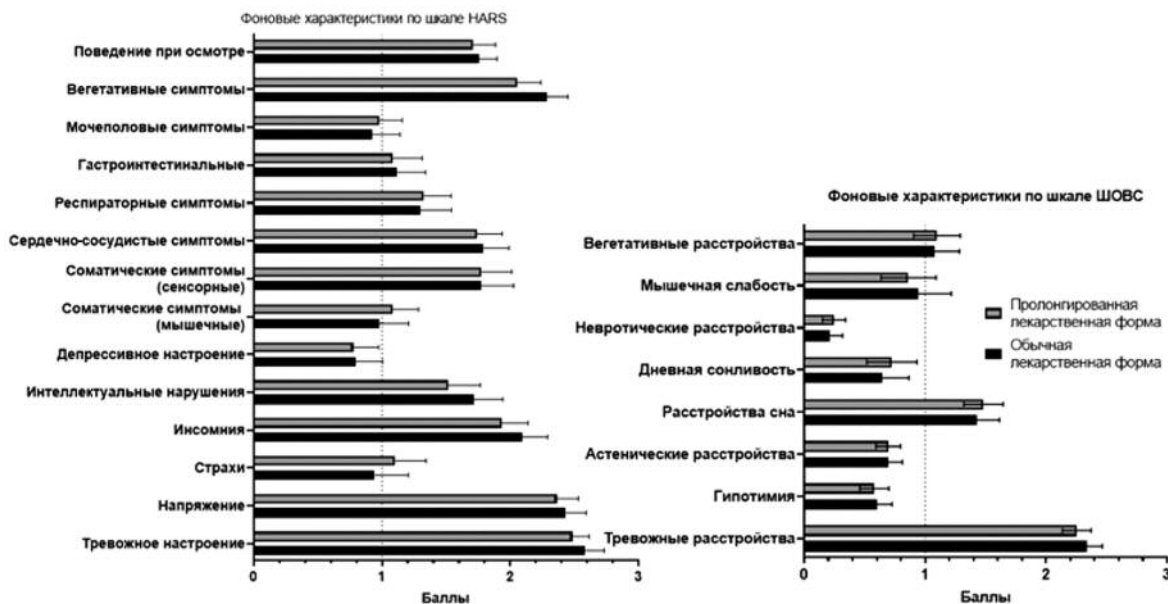 Фоновые характеристики по шкале HARS
Поведение при осмотре
Вегетативные симптомы
Мочеполовые симптомы
Гастроинтестинальные
Респираторные симптомы
Сердечно-сосудистые симптомы
Соматические симптомы
(сенсорные)
Соматические симптомы
(мышечные)
Депрессивное настроение
Интеллектуальные нарушения
Инсомния
Страхи
Напряжение
Тревожное настроение
0 1 2 3
Баллы
Фоновые характеристики по шкале ШОВС
Вегетативные расстройства
Мышечная слабость
Невротические расстройства
Дневная сонливость
Расстройства сна
Астенические расстройства
Гипотимия
Тревожные расстройства
0 1 2 3
Баллы
Пролонгированная
лекарственная форма
Обычная
лекарственная форма